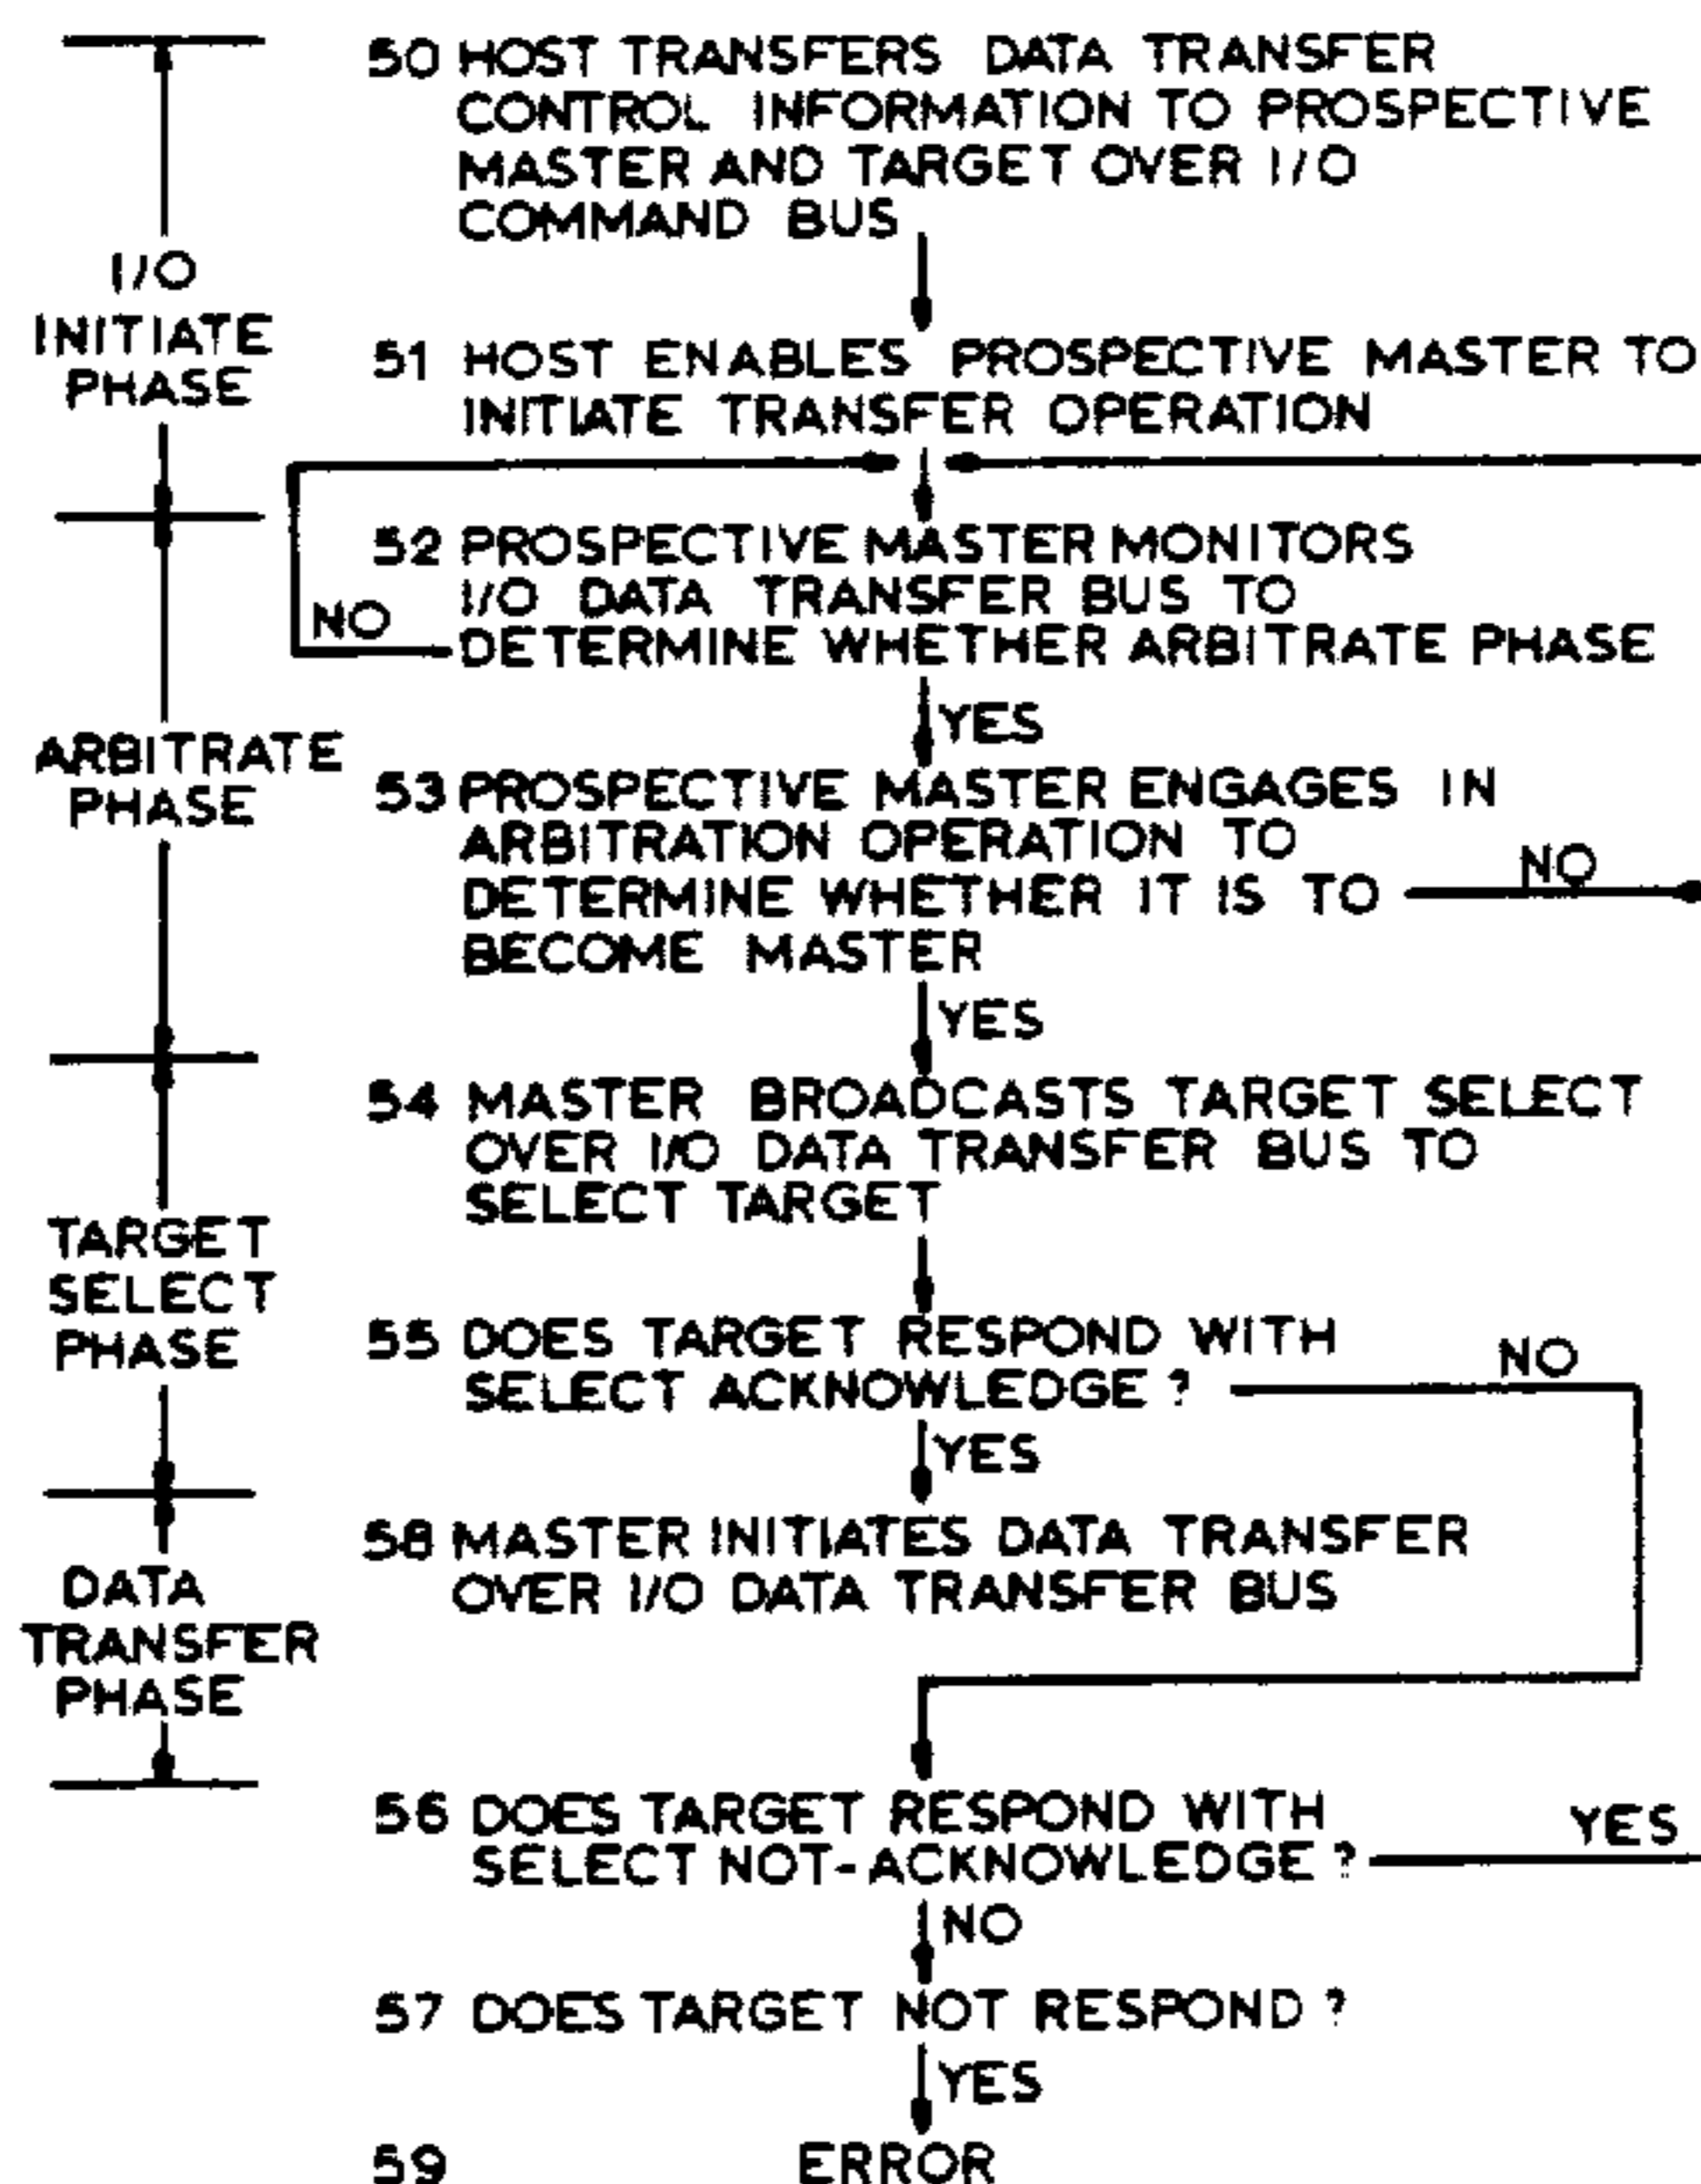 50 HOST TRANSFERS DATA TRANSFER
CONTROL INFORMATION TO PROSPECTIVE
MASTER AND TARGET OVER I/O
COMMAND BUS
I/O
INITIATE
PHASE
51 HOST ENABLES PROSPECTIVE MASTER TO
INITIATE TRANSFER OPERATION
52 PROSPECTIVE MASTER MONITORS
I/O DATA TRANSFER BUS TO
DETERMINE WHETHER ARBITRATE PHASE
NO
YES
ARBITRATE
PHASE
53 PROSPECTIVE MASTER ENGAGES IN
ARBITRATION OPERATION TO
DETERMINE WHETHER IT IS TO
BECOME MASTER
NO
YES
54 MASTER BROADCASTS TARGET SELECT
OVER I/O DATA TRANSFER BUS TO
SELECT TARGET
TARGET
SELECT
PHASE
55 DOES TARGET RESPOND WITH
SELECT ACKNOWLEDGE ?
NO
YES
58 MASTER INITIATES DATA TRANSFER
OVER I/O DATA TRANSFER BUS
DATA
TRANSFER
PHASE
56 DOES TARGET RESPOND WITH
SELECT NOT-ACKNOWLEDGE ?
YES
NO
57 DOES TARGET NOT RESPOND ?
YES
59 ERROR